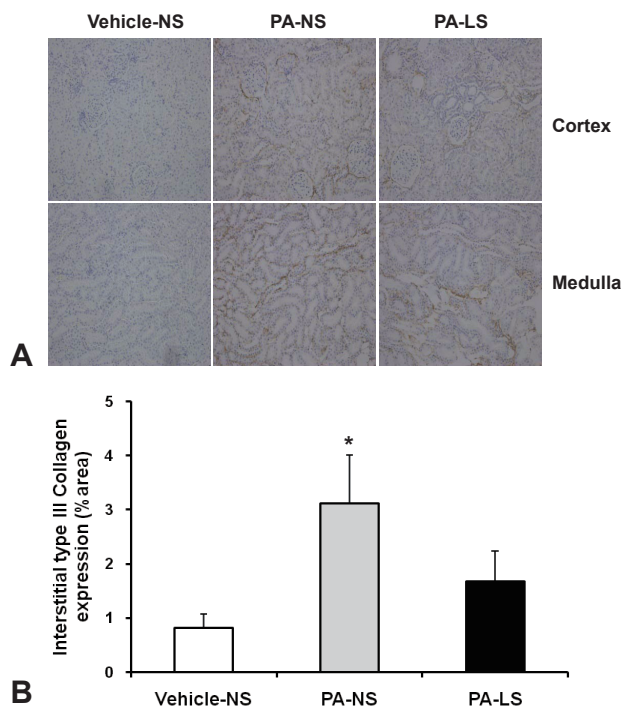 Vehicle-NS PA-NS PA-LS
Cortex
Medulla
A
Interstitial type III Collagen
expression (% area)
5
4
3
2
1
0
*
Vehicle-NS PA-NS PA-LS
B